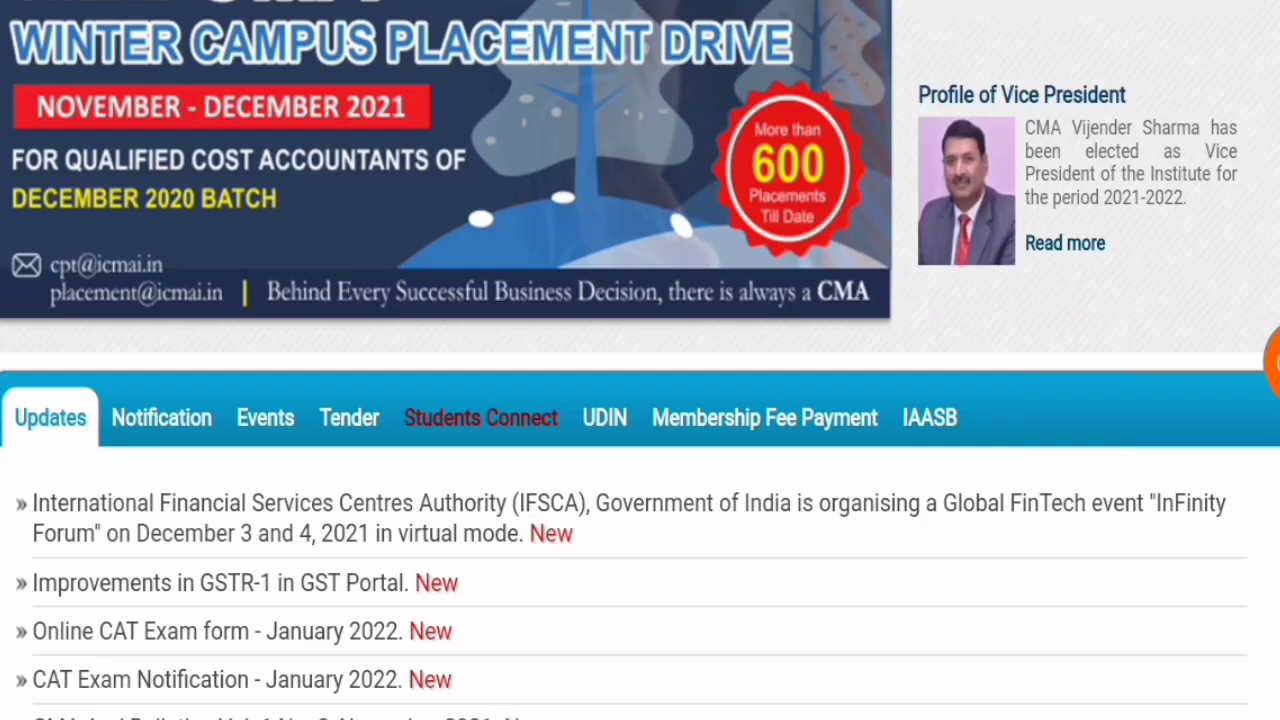 WINTER CAMPUS PLACEMENT DRIVE
NOVEMBER - DECEMBER 2021
FOR QUALIFIED COST ACCOUNTANTS OF
DECEMBER 2020 BATCH
More than
600
Placements
Till Date
cpt@icmai.in
placement@icmai.in | Behind Every Successful Business Decision, there is always a CMA
Profile of Vice President
CMA Vijender Sharma has
been elected as Vice
President of the Institute for
the period 2021-2022.
Read more
Updates Notification Events Tender Students Connect UDIN Membership Fee Payment IAASB
» International Financial Services Centres Authority (IFSCA), Government of India is organising a Global FinTech event "InFinity
Forum" on December 3 and 4, 2021 in virtual mode. New
» Improvements in GSTR-1 in GST Portal. New
» Online CAT Exam form - January 2022. New
» CAT Exam Notification - January 2022. New